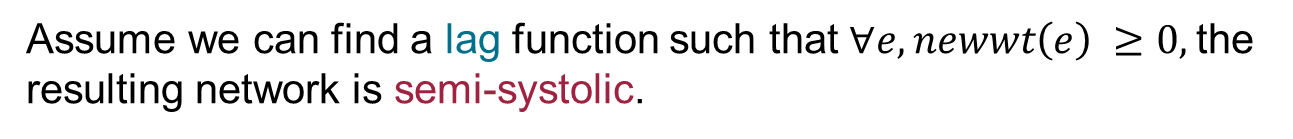 Assume we can find a lag function such that ∀e, newwt(e) ≥ 0, the
resulting network is semi-systolic.